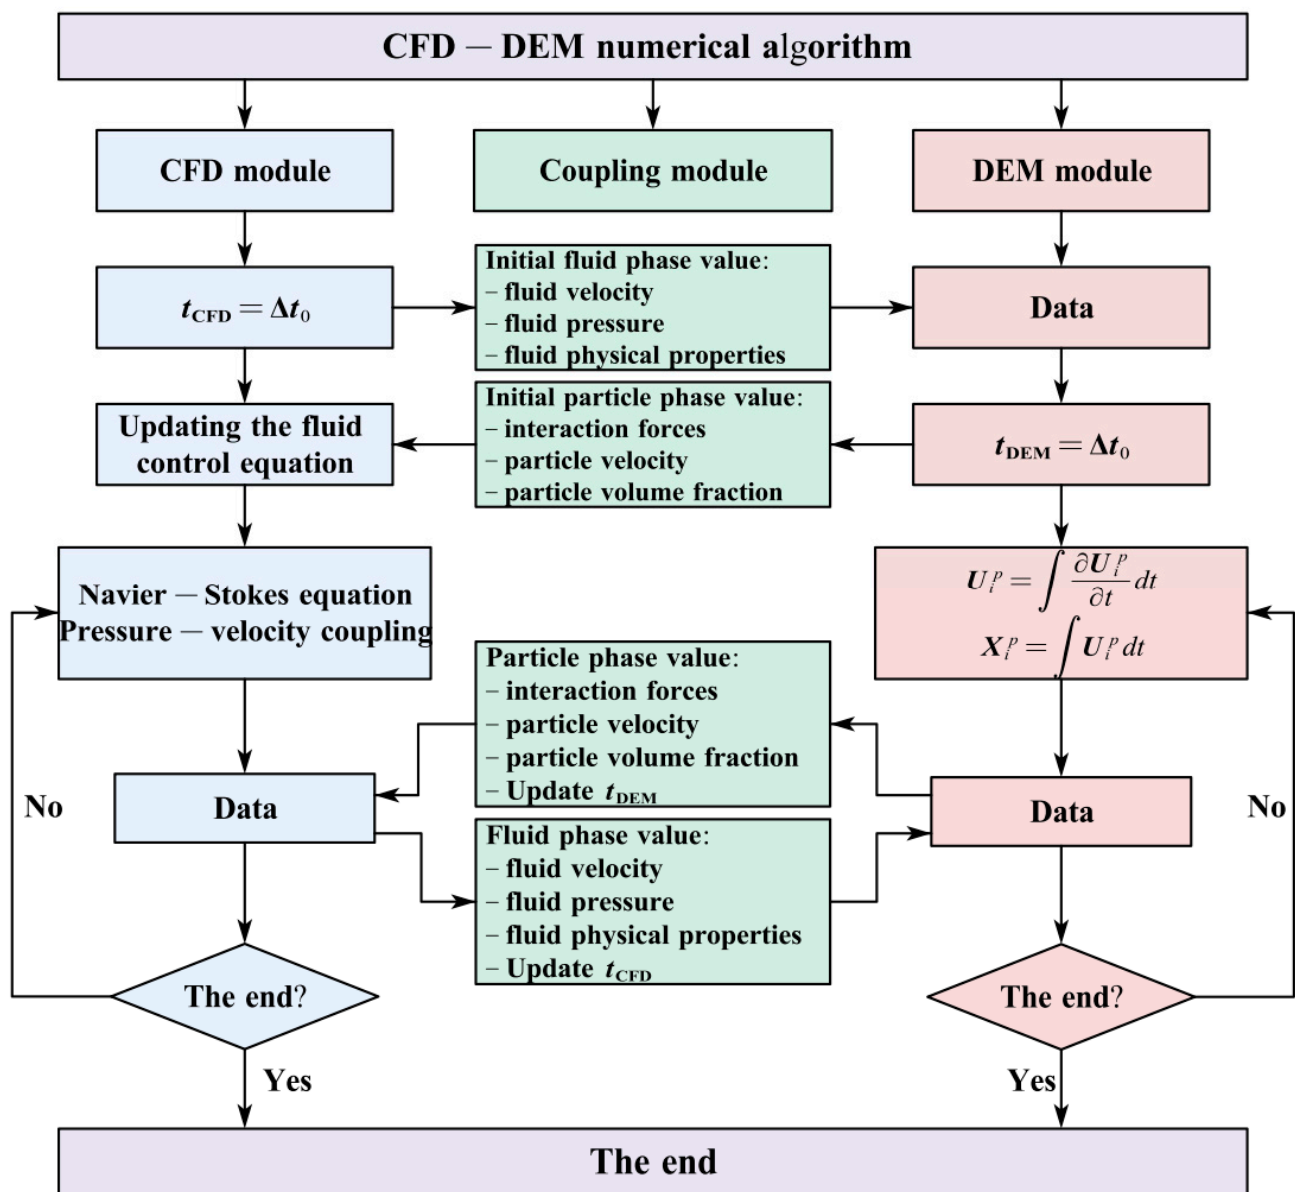 CFD – DEM numerical algorithm
CFD module
Coupling module
DEM module
t_CFD = Δt₀
Initial fluid phase value:
– fluid velocity
– fluid pressure
– fluid physical properties
Data
Updating the fluid
control equation
Initial particle phase value:
– interaction forces
– particle velocity
– particle volume fraction
t_DEM = Δt₀
Navier – Stokes equation
Pressure – velocity coupling
U_i^p = ∫ ∂U_i^p/∂t dt
X_i^p = ∫ U_i^p dt
Particle phase value:
– interaction forces
– particle velocity
– particle volume fraction
– Update t_DEM
No
Data
Data
No
Fluid phase value:
– fluid velocity
– fluid pressure
– fluid physical properties
– Update t_CFD
The end?
The end?
Yes
Yes
The end